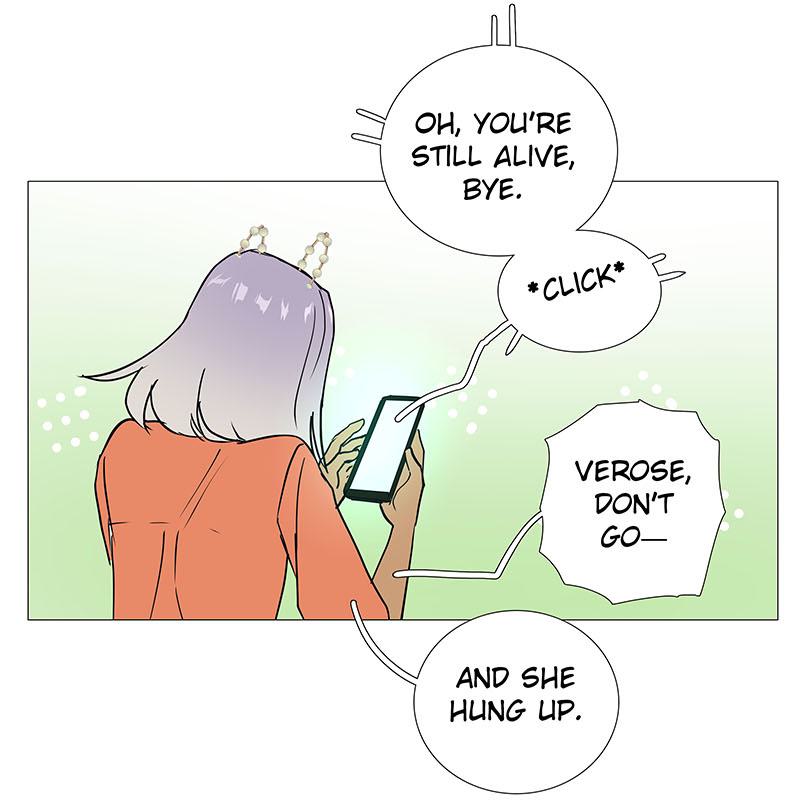 OH, YOU'RE
STILL ALIVE,
BYE.
*CLICK*
VEROSE,
DON'T
GO—
AND SHE
HUNG UP.